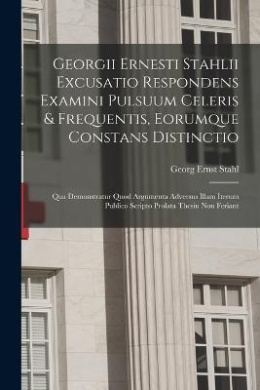 Georgii Ernesti Stahlii
Excusatio Respondens
Examini Pulsuum Celeris
& Frequentis, Eorumque
Constans Distinctio
Georg Ernst Stahl
Qua Demonstratur Quod Argumenta Adversus Illam Iterum
Publico Scripto Prolata Thesin Non Feriant